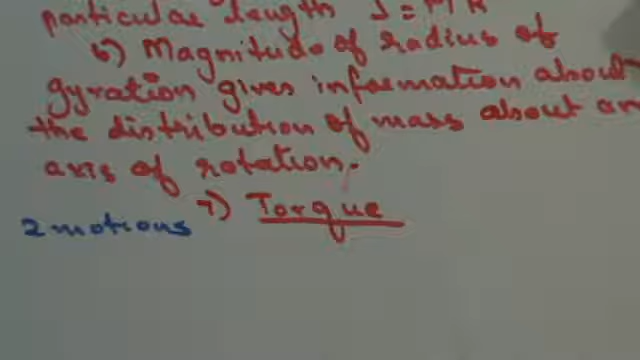 particular length I = MK
6) Magnitude of radius of
gyration gives information about
the distribution of mass about an
axis of rotation.
7) Torque
2 motions